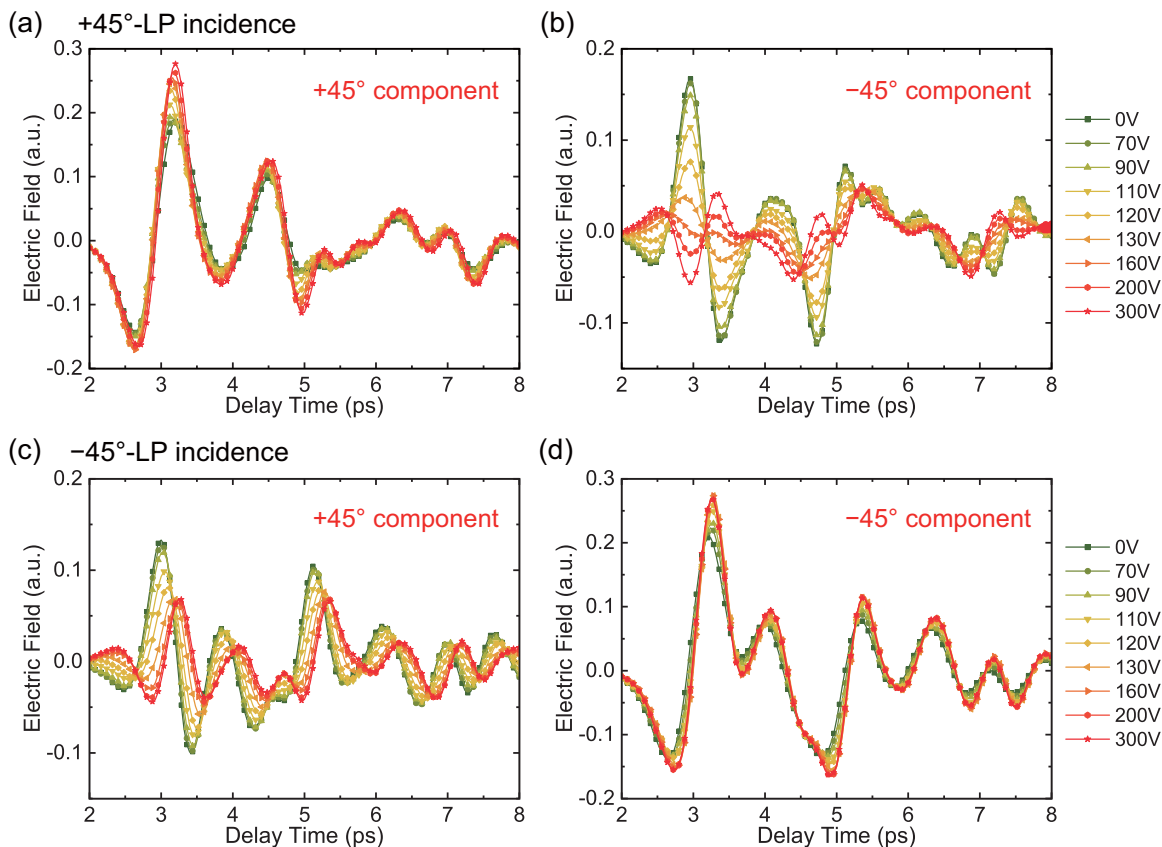 (a) +45°-LP incidence
+45° component
Electric Field (a.u.)
0.3
0.2
0.1
0.0
-0.1
-0.2
2 3 4 5 6 7 8
Delay Time (ps)
(b)
−45° component
Electric Field (a.u.)
0.2
0.1
0.0
-0.1
2 3 4 5 6 7 8
Delay Time (ps)
0V
70V
90V
110V
120V
130V
160V
200V
300V
(c) −45°-LP incidence
+45° component
Electric Field (a.u.)
0.2
0.1
0.0
-0.1
2 3 4 5 6 7 8
Delay Time (ps)
(d)
−45° component
Electric Field (a.u.)
0.3
0.2
0.1
0.0
-0.1
-0.2
2 3 4 5 6 7 8
Delay Time (ps)
0V
70V
90V
110V
120V
130V
160V
200V
300V